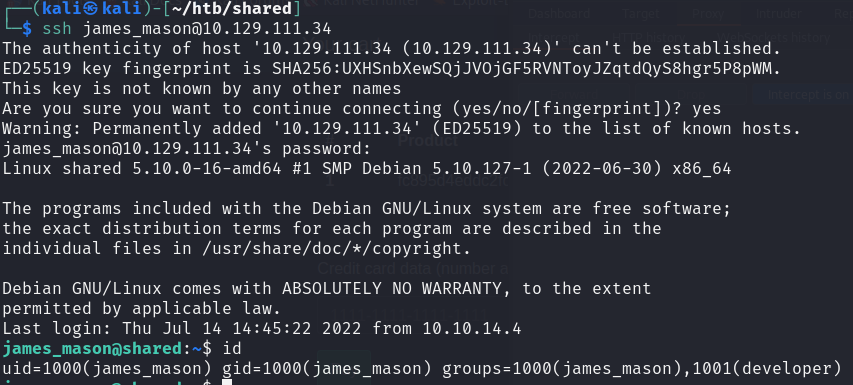 ┌──(kali㉿kali)-[~/htb/shared]
└─$ ssh james_mason@10.129.111.34
The authenticity of host '10.129.111.34 (10.129.111.34)' can't be established.
ED25519 key fingerprint is SHA256:UXHSnbXewSQjJVOjGF5RVNToyJZqtdQyS8hgr5P8pWM.
This key is not known by any other names
Are you sure you want to continue connecting (yes/no/[fingerprint])? yes
Warning: Permanently added '10.129.111.34' (ED25519) to the list of known hosts.
james_mason@10.129.111.34's password:
Linux shared 5.10.0-16-amd64 #1 SMP Debian 5.10.127-1 (2022-06-30) x86_64

The programs included with the Debian GNU/Linux system are free software;
the exact distribution terms for each program are described in the
individual files in /usr/share/doc/*/copyright.

Debian GNU/Linux comes with ABSOLUTELY NO WARRANTY, to the extent
permitted by applicable law.
Last login: Thu Jul 14 14:45:22 2022 from 10.10.14.4
james_mason@shared:~$ id
uid=1000(james_mason) gid=1000(james_mason) groups=1000(james_mason),1001(developer)
james_mason@shared:~$